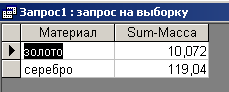 Запрос1 : запрос на выборку
Материал Sum-Масса
золото 10,072
серебро 119,04